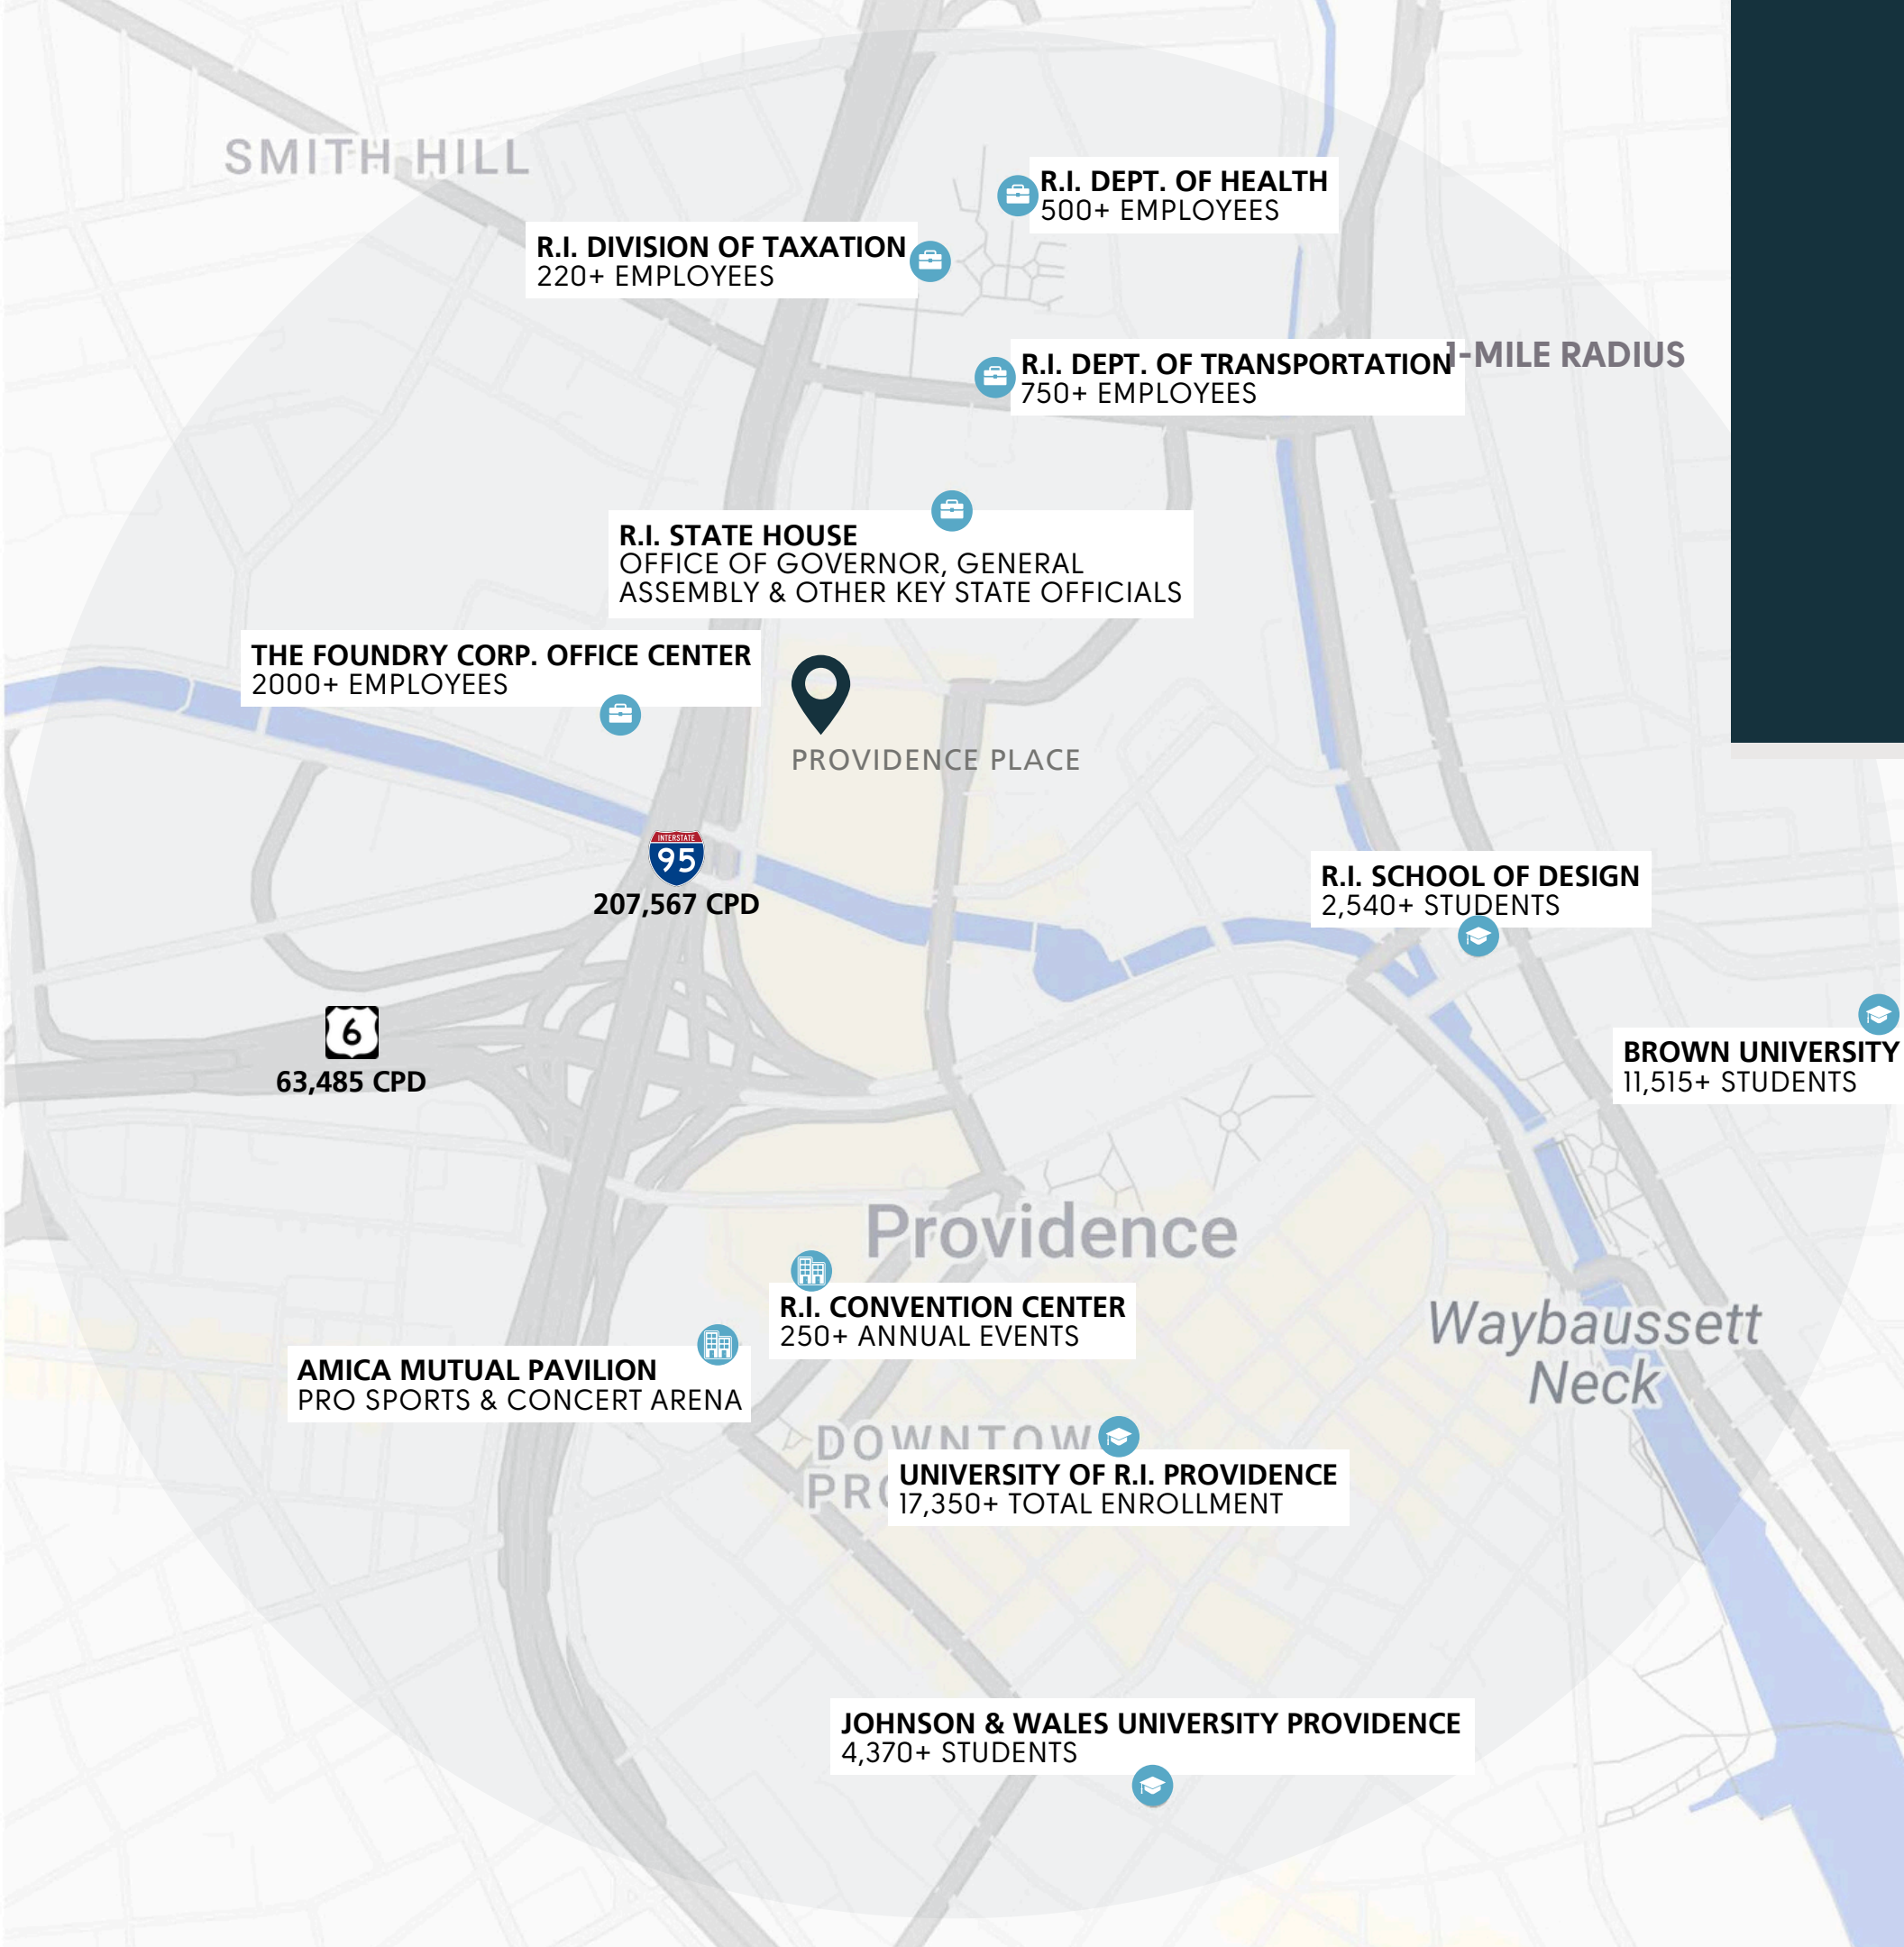 SMITH HILL
R.I. DEPT. OF HEALTH
500+ EMPLOYEES
R.I. DIVISION OF TAXATION
220+ EMPLOYEES
R.I. DEPT. OF TRANSPORTATION
750+ EMPLOYEES
1-MILE RADIUS
R.I. STATE HOUSE
OFFICE OF GOVERNOR, GENERAL
ASSEMBLY & OTHER KEY STATE OFFICIALS
THE FOUNDRY CORP. OFFICE CENTER
2000+ EMPLOYEES
PROVIDENCE PLACE
INTERSTATE
95
207,567 CPD
R.I. SCHOOL OF DESIGN
2,540+ STUDENTS
6
63,485 CPD
BROWN UNIVERSITY
11,515+ STUDENTS
Providence
R.I. CONVENTION CENTER
250+ ANNUAL EVENTS
Waybaussett
Neck
AMICA MUTUAL PAVILION
PRO SPORTS & CONCERT ARENA
DOWNTOW
PRO
UNIVERSITY OF R.I. PROVIDENCE
17,350+ TOTAL ENROLLMENT
JOHNSON & WALES UNIVERSITY PROVIDENCE
4,370+ STUDENTS